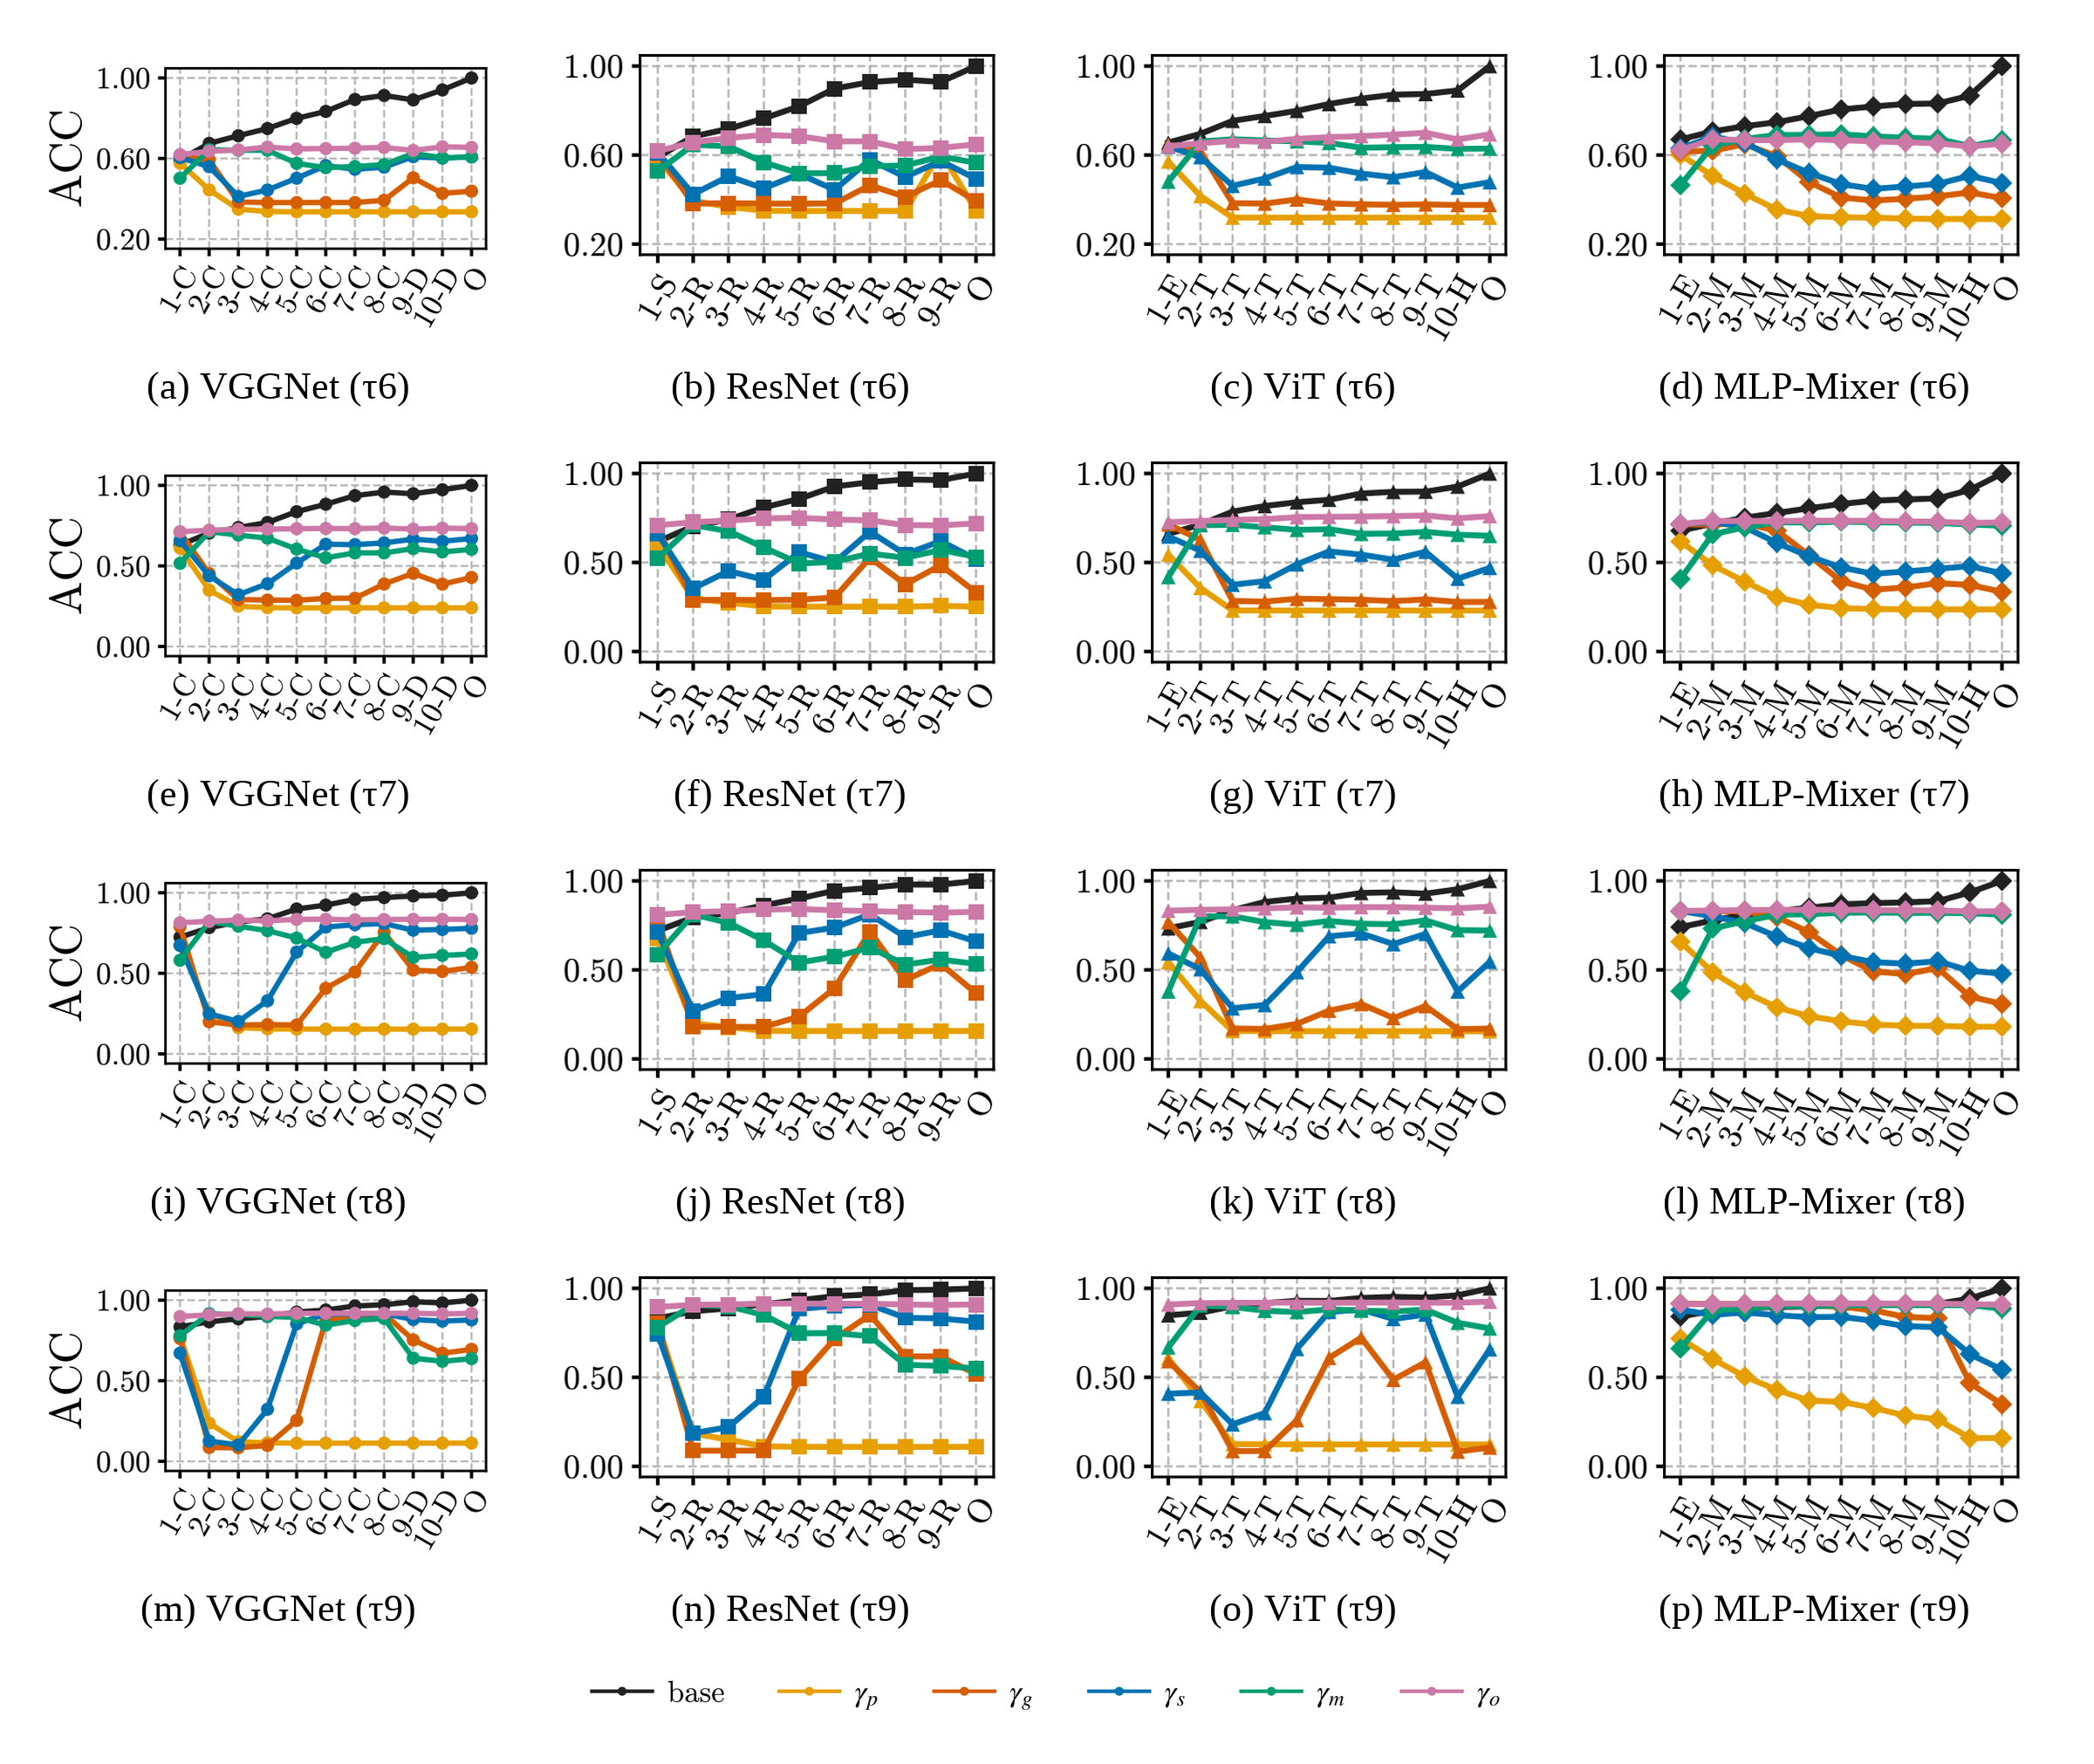 ACC
1.00
0.60
0.20
1-C
2-C
3-C
4-C
5-C
6-C
7-C
8-C
9-D
10-D
O
(a) VGGNet (τ6)
1.00
0.60
0.20
1-S
2-R
3-R
4-R
5-R
6-R
7-R
8-R
9-R
O
(b) ResNet (τ6)
1.00
0.60
0.20
1-E
2-T
3-T
4-T
5-T
6-T
7-T
8-T
9-T
10-H
O
(c) ViT (τ6)
1.00
0.60
0.20
1-E
2-M
3-M
4-M
5-M
6-M
7-M
8-M
9-M
10-H
O
(d) MLP-Mixer (τ6)
ACC
1.00
0.50
0.00
1-C
2-C
3-C
4-C
5-C
6-C
7-C
8-C
9-D
10-D
O
(e) VGGNet (τ7)
1.00
0.50
0.00
1-S
2-R
3-R
4-R
5-R
6-R
7-R
8-R
9-R
O
(f) ResNet (τ7)
1.00
0.50
0.00
1-E
2-T
3-T
4-T
5-T
6-T
7-T
8-T
9-T
10-H
O
(g) ViT (τ7)
1.00
0.50
0.00
1-E
2-M
3-M
4-M
5-M
6-M
7-M
8-M
9-M
10-H
O
(h) MLP-Mixer (τ7)
ACC
1.00
0.50
0.00
1-C
2-C
3-C
4-C
5-C
6-C
7-C
8-C
9-D
10-D
O
(i) VGGNet (τ8)
1.00
0.50
0.00
1-S
2-R
3-R
4-R
5-R
6-R
7-R
8-R
9-R
O
(j) ResNet (τ8)
1.00
0.50
0.00
1-E
2-T
3-T
4-T
5-T
6-T
7-T
8-T
9-T
10-H
O
(k) ViT (τ8)
1.00
0.50
0.00
1-E
2-M
3-M
4-M
5-M
6-M
7-M
8-M
9-M
10-H
O
(l) MLP-Mixer (τ8)
ACC
1.00
0.50
0.00
1-C
2-C
3-C
4-C
5-C
6-C
7-C
8-C
9-D
10-D
O
(m) VGGNet (τ9)
1.00
0.50
0.00
1-S
2-R
3-R
4-R
5-R
6-R
7-R
8-R
9-R
O
(n) ResNet (τ9)
1.00
0.50
0.00
1-E
2-T
3-T
4-T
5-T
6-T
7-T
8-T
9-T
10-H
O
(o) ViT (τ9)
1.00
0.50
0.00
1-E
2-M
3-M
4-M
5-M
6-M
7-M
8-M
9-M
10-H
O
(p) MLP-Mixer (τ9)
base γp γg γs γm γo